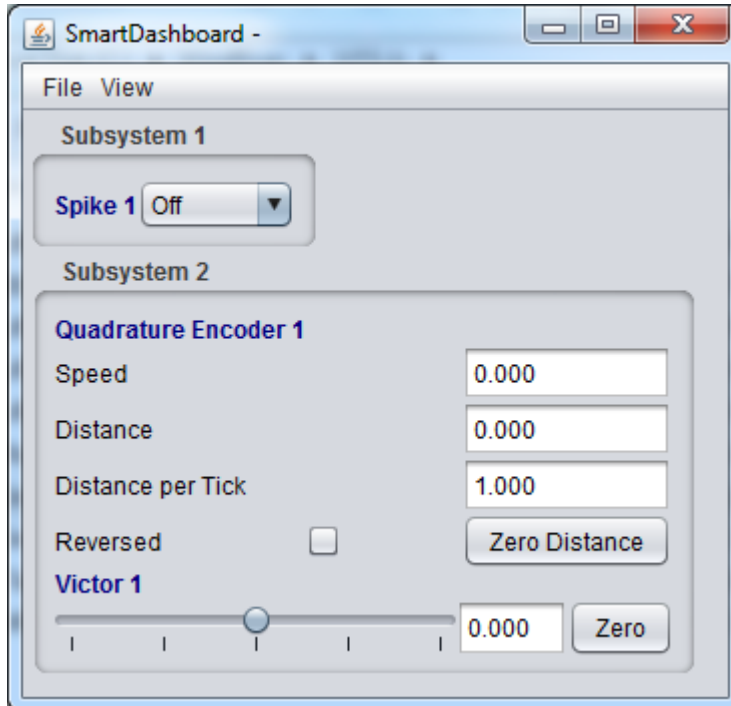 SmartDashboard -
File View
Subsystem 1
Spike 1 Off
Subsystem 2
Quadrature Encoder 1
Speed 0.000
Distance 0.000
Distance per Tick 1.000
Reversed Zero Distance
Victor 1
0.000 Zero